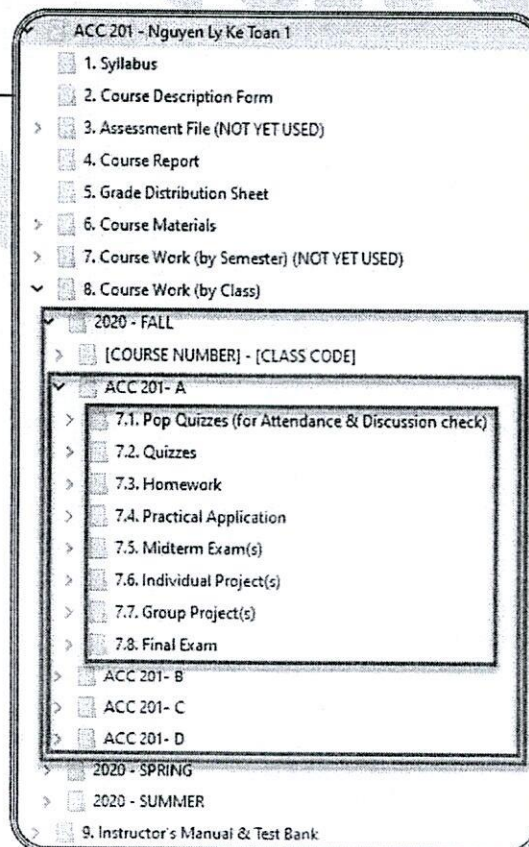 ACC 201 - Nguyen Ly Ke Toan 1
1. Syllabus
2. Course Description Form
3. Assessment File (NOT YET USED)
4. Course Report
5. Grade Distribution Sheet
6. Course Materials
7. Course Work (by Semester) (NOT YET USED)
8. Course Work (by Class)
2020 - FALL
[COURSE NUMBER] - [CLASS CODE]
ACC 201- A
7.1. Pop Quizzes (for Attendance & Discussion check)
7.2. Quizzes
7.3. Homework
7.4. Practical Application
7.5. Midterm Exam(s)
7.6. Individual Project(s)
7.7. Group Project(s)
7.8. Final Exam
ACC 201- B
ACC 201- C
ACC 201- D
2020 - SPRING
2020 - SUMMER
9. Instructor's Manual & Test Bank